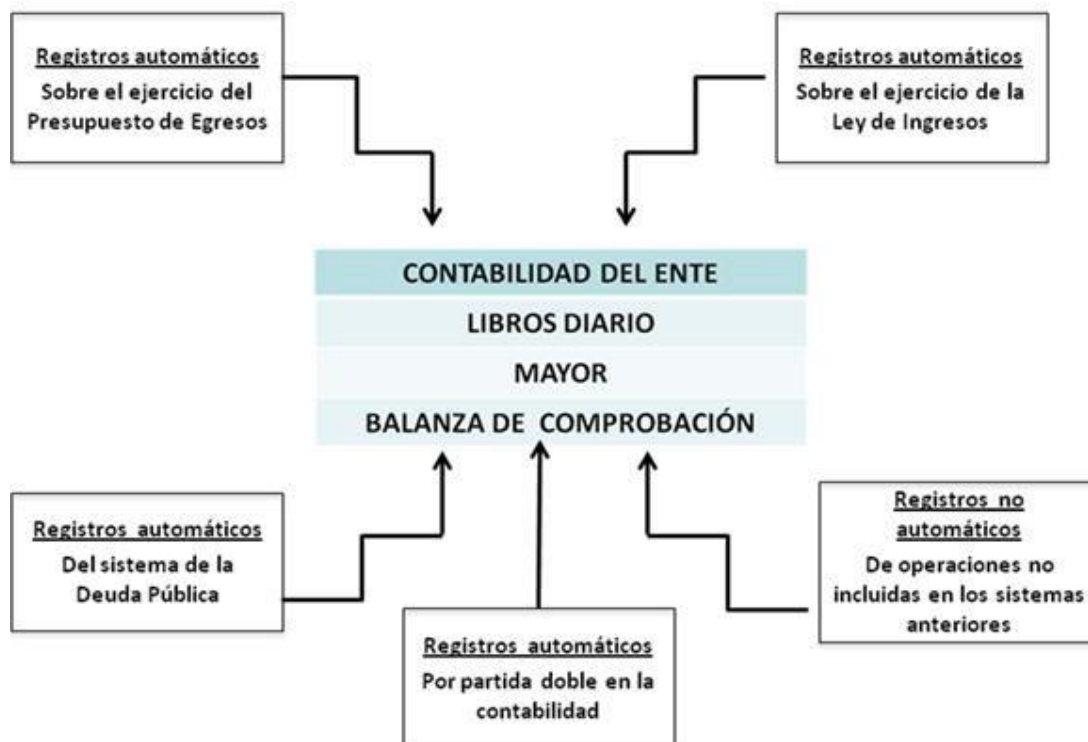 Registros automáticos
Sobre el ejercicio del
Presupuesto de Egresos
Registros automáticos
Sobre el ejercicio de la
Ley de Ingresos
CONTABILIDAD DEL ENTE
LIBROS DIARIO
MAYOR
BALANZA DE COMPROBACIÓN
Registros automáticos
Del sistema de la
Deuda Pública
Registros automáticos
Por partida doble en la
contabilidad
Registros no
automáticos
De operaciones no
incluidas en los sistemas
anteriores